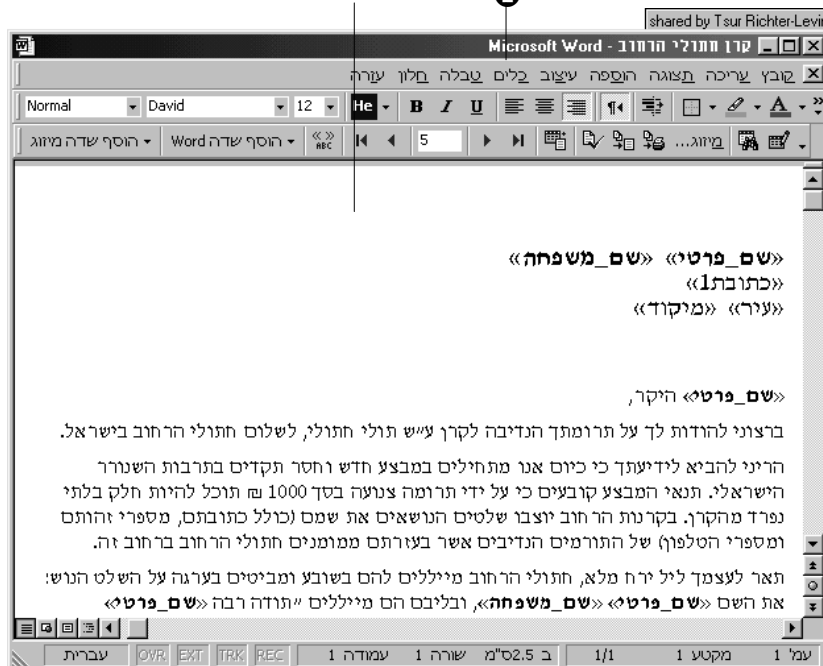 shared by Tsur Richter-Levin
קרן חתולי הרחוב - Microsoft Word
קובץ עריכה תצוגה הוספה עיצוב כלים טבלה חלון עזרה
Normal David 12 He B I U A
הוסף שדה מיזוג הוסף שדה Word «» ABC 5 מיזוג...
«שם_פרטי» «שם_משפחה»
«כתובת1»
«עיר» «מיקוד»
«שם_פרטי» היקר,
ברצוני להודות לך על תרומתך הנדיבה לקרן ע״ש תולי חתולי, לשלום חתולי הרחוב בישראל.
הריני להביא לידיעתך כי כיום אנו מתחילים במבצע חדש וחסר תקדים בתרבות השנורר
הישראלי. תנאי המבצע קובעים כי על ידי תרומה צנועה בסך 1000 ₪ תוכל להיות חלק בלתי
נפרד מהקרן. בקרנות הרחוב יוצבו שלטים הנושאים את שמם (כולל כתובתם, מספרי זהותם
ומספרי הטלפון) של התורמים הנדיבים אשר בעזרתם ממומנים חתולי הרחוב ברחוב זה.
תאר לעצמך ליל ירח מלא, חתולי הרחוב מייללים להם בשובע ומביטים בערגה על השלט הנוש:
את השם «שם_פרטי» «שם_משפחה», ובליבם הם מייללים ״תודה רבה «שם_פרטי»
עמ' 1 מקטע 1 1/1 ב 2.5ס"מ שורה 1 עמודה 1 REC TRK EXT OVR עברית